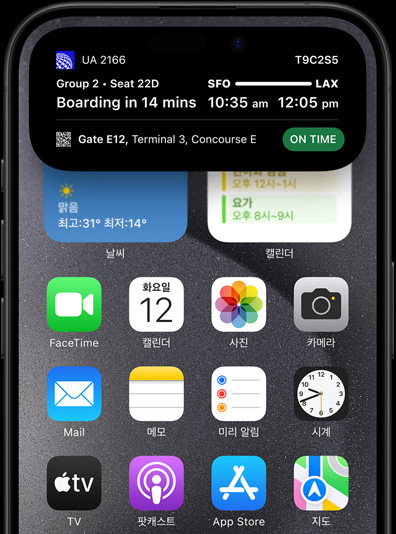 UA 2166 T9C2S5
Group 2 • Seat 22D SFO LAX
Boarding in 14 mins 10:35 am 12:05 pm
Gate E12, Terminal 3, Concourse E ON TIME
맑음
최고:31° 최저:14°
오후 12시~1시
요가
오후 8시~9시
날씨 캘린더
화요일
12
FaceTime 캘린더 사진 카메라
Mail 메모 미리 알림 시계
tv
TV 팟캐스트 App Store 지도